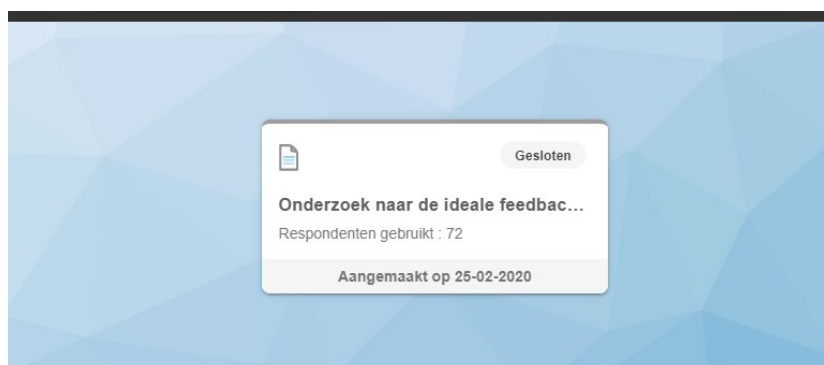 Gesloten
Onderzoek naar de ideale feedbac...
Respondenten gebruikt : 72
Aangemaakt op 25-02-2020